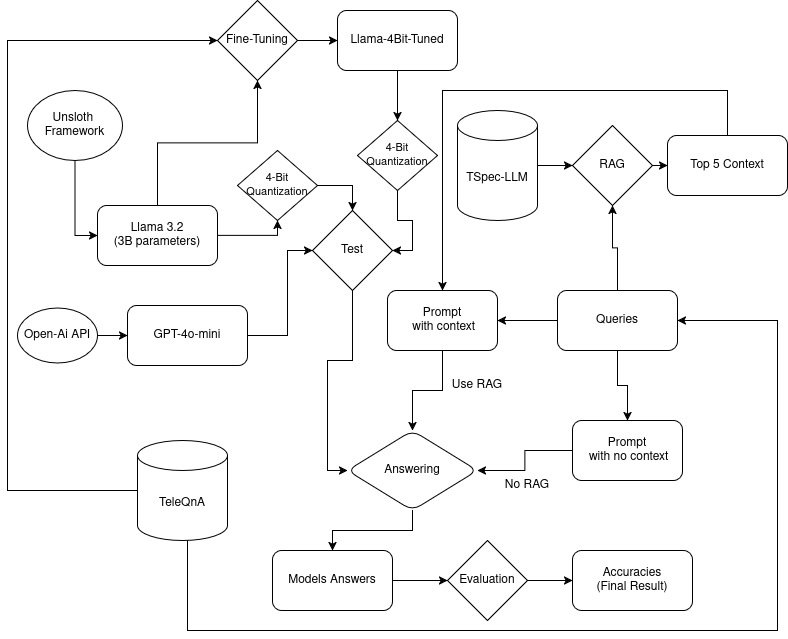 Fine-Tuning
Llama-4Bit-Tuned
Unsloth
Framework
4-Bit
Quantization
4-Bit
Quantization
TSpec-LLM
RAG
Top 5 Context
Llama 3.2
(3B parameters)
Test
Open-Ai API
GPT-4o-mini
Prompt
with context
Queries
Use RAG
Prompt
with no context
Answering
No RAG
TeleQnA
Models Answers
Evaluation
Accuracies
(Final Result)